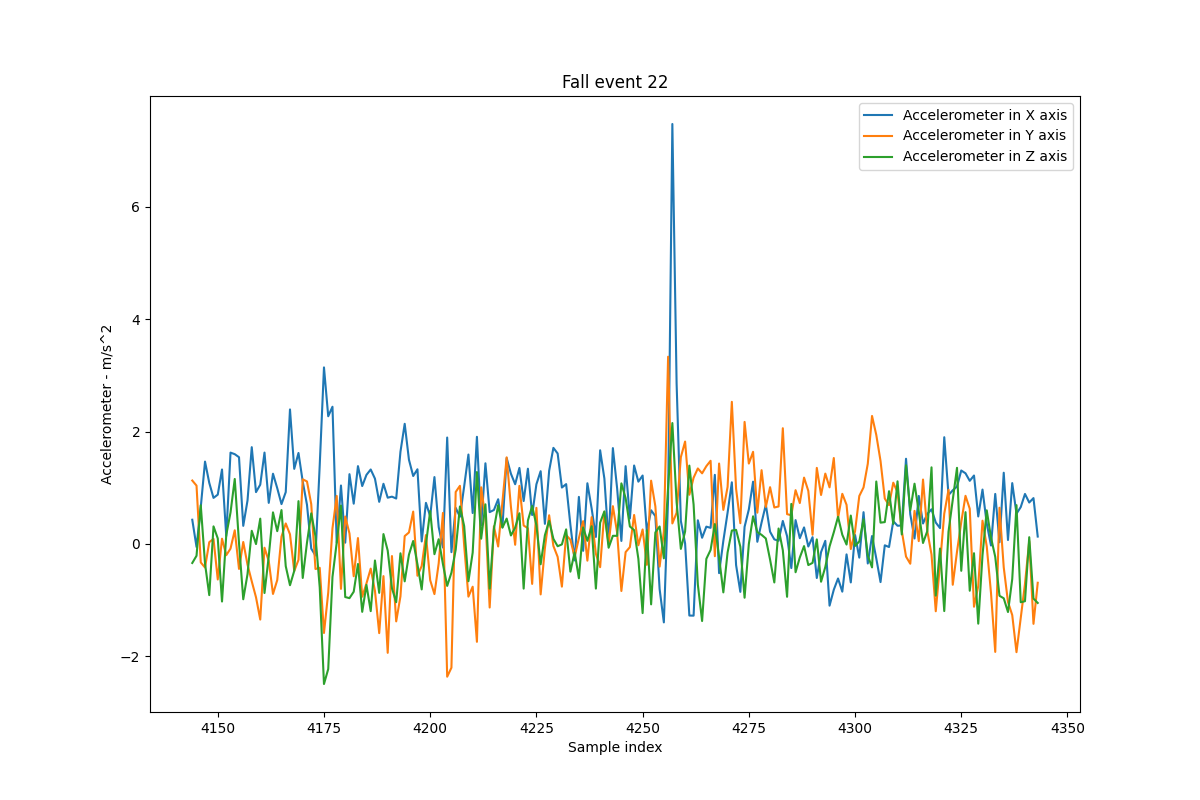 Fall event 22
Accelerometer in X axis
Accelerometer in Y axis
Accelerometer in Z axis
Accelerometer - m/s^2
6
4
2
0
−2
4150 4175 4200 4225 4250 4275 4300 4325 4350
Sample index